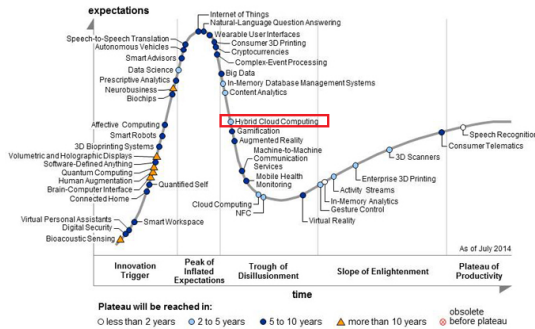 expectations
Internet of Things
Natural-Language Question Answering
Wearable User Interfaces
Speech-to-Speech Translation
Consumer 3D Printing
Autonomous Vehicles
Cryptocurrencies
Smart Advisors
Complex-Event Processing
Data Science
Big Data
Prescriptive Analytics
In-Memory Database Management Systems
Neurobusiness
Content Analytics
Biochips
Hybrid Cloud Computing
Affective Computing
Gamification
Smart Robots
Augmented Reality
3D Bioprinting Systems
Machine-to-Machine
Communication
Services
Volumetric and Holographic Displays
Software-Defined Anything
Quantum Computing
Mobile Health
Monitoring
Human Augmentation
Quantified Self
Brain-Computer Interface
Connected Home
Cloud Computing
NFC
Virtual Personal Assistants
Smart Workspace
Digital Security
Bioacoustic Sensing
Virtual Reality
Gesture Control
In-Memory Analytics
Activity Streams
Enterprise 3D Printing
3D Scanners
Consumer Telematics
Speech Recognition
As of July 2014
Innovation
Trigger
Peak of
Inflated
Expectations
Trough of
Disillusionment
Slope of Enlightenment
Plateau of
Productivity
time
Plateau will be reached in:
less than 2 years
2 to 5 years
5 to 10 years
more than 10 years
obsolete
before plateau